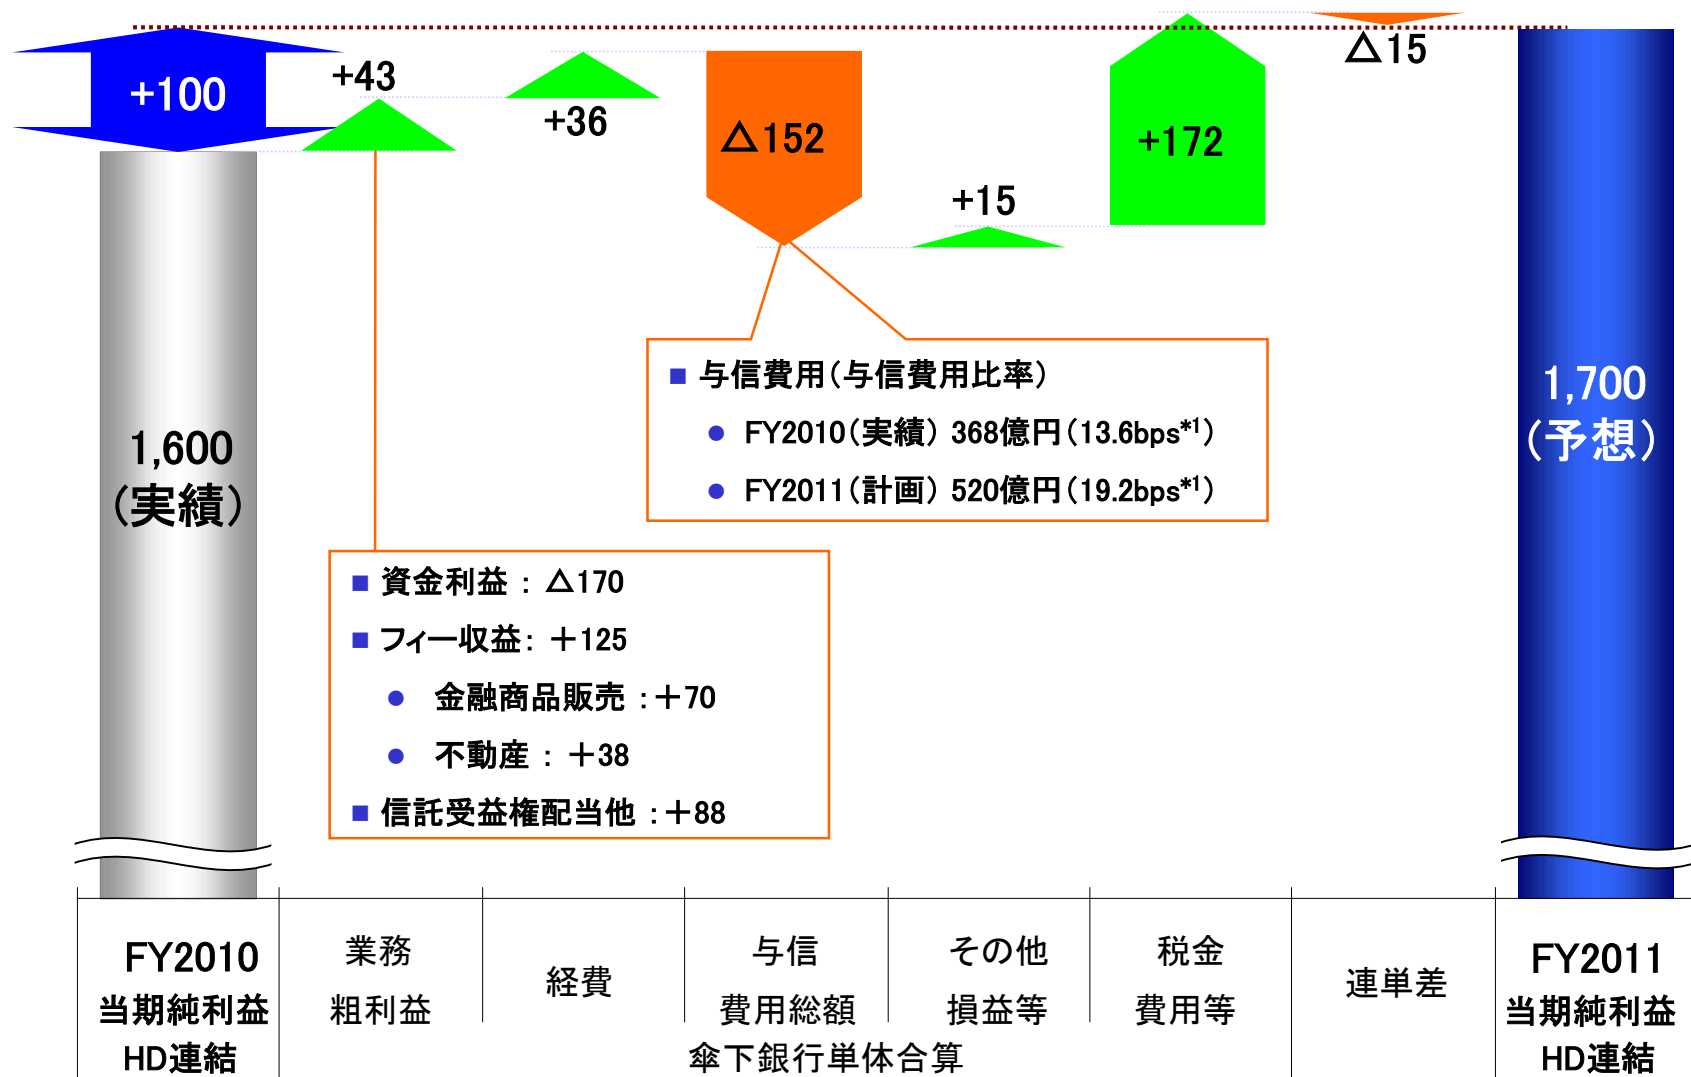 +100
+43
+36
△152
+15
+172
△15
1,600
（実績）
1,700
（予想）
■ 与信費用（与信費用比率）
● FY2010（実績） 368億円（13.6bps*1）
● FY2011（計画） 520億円（19.2bps*1）
■ 資金利益 : △170
■ フィー収益: ＋125
● 金融商品販売 :＋70
● 不動産 : ＋38
■ 信託受益権配当他 :＋88
FY2010
当期純利益
HD連結
業務
粗利益
経費
与信
費用総額
その他
損益等
税金
費用等
傘下銀行単体合算
連単差
FY2011
当期純利益
HD連結